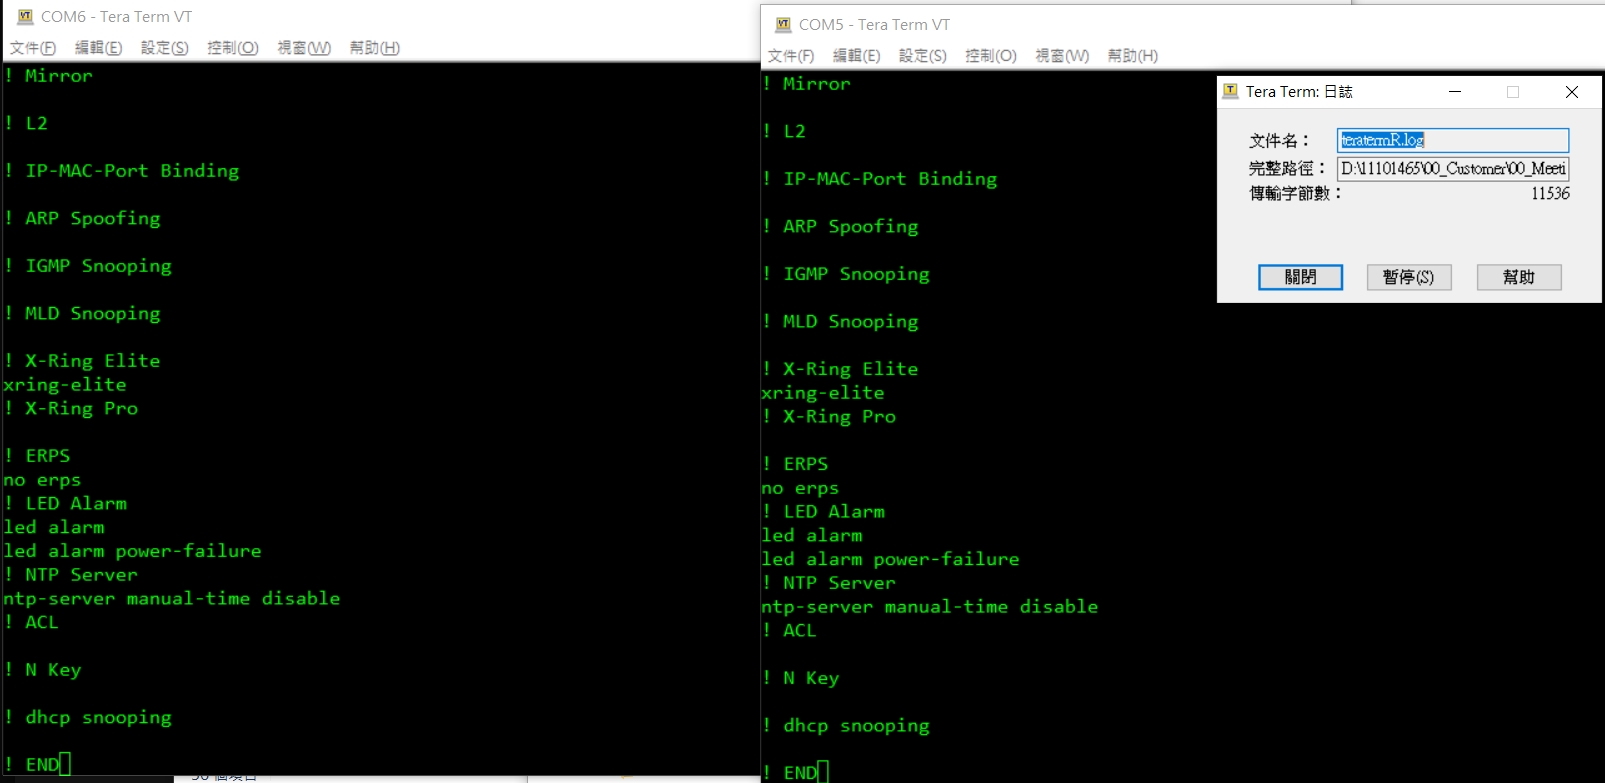 COM6 - Tera Term VT
文件(F) 編輯(E) 設定(S) 控制(O) 視窗(W) 幫助(H)
! Mirror
! L2
! IP-MAC-Port Binding
! ARP Spoofing
! IGMP Snooping
! MLD Snooping
! X-Ring Elite
xring-elite
! X-Ring Pro
! ERPS
no erps
! LED Alarm
led alarm
led alarm power-failure
! NTP Server
ntp-server manual-time disable
! ACL
! N Key
! dhcp snooping
! END
COM5 - Tera Term VT
文件(F) 編輯(E) 設定(S) 控制(O) 視窗(W) 幫助(H)
! Mirror
! L2
! IP-MAC-Port Binding
! ARP Spoofing
! IGMP Snooping
! MLD Snooping
! X-Ring Elite
xring-elite
! X-Ring Pro
! ERPS
no erps
! LED Alarm
led alarm
led alarm power-failure
! NTP Server
ntp-server manual-time disable
! ACL
! N Key
! dhcp snooping
! END
Tera Term: 日誌
文件名： teratermR.log
完整路徑： D:\11101465\00_Customer\00_Meeti
傳輸字節數： 11536
關閉 暫停(S) 幫助